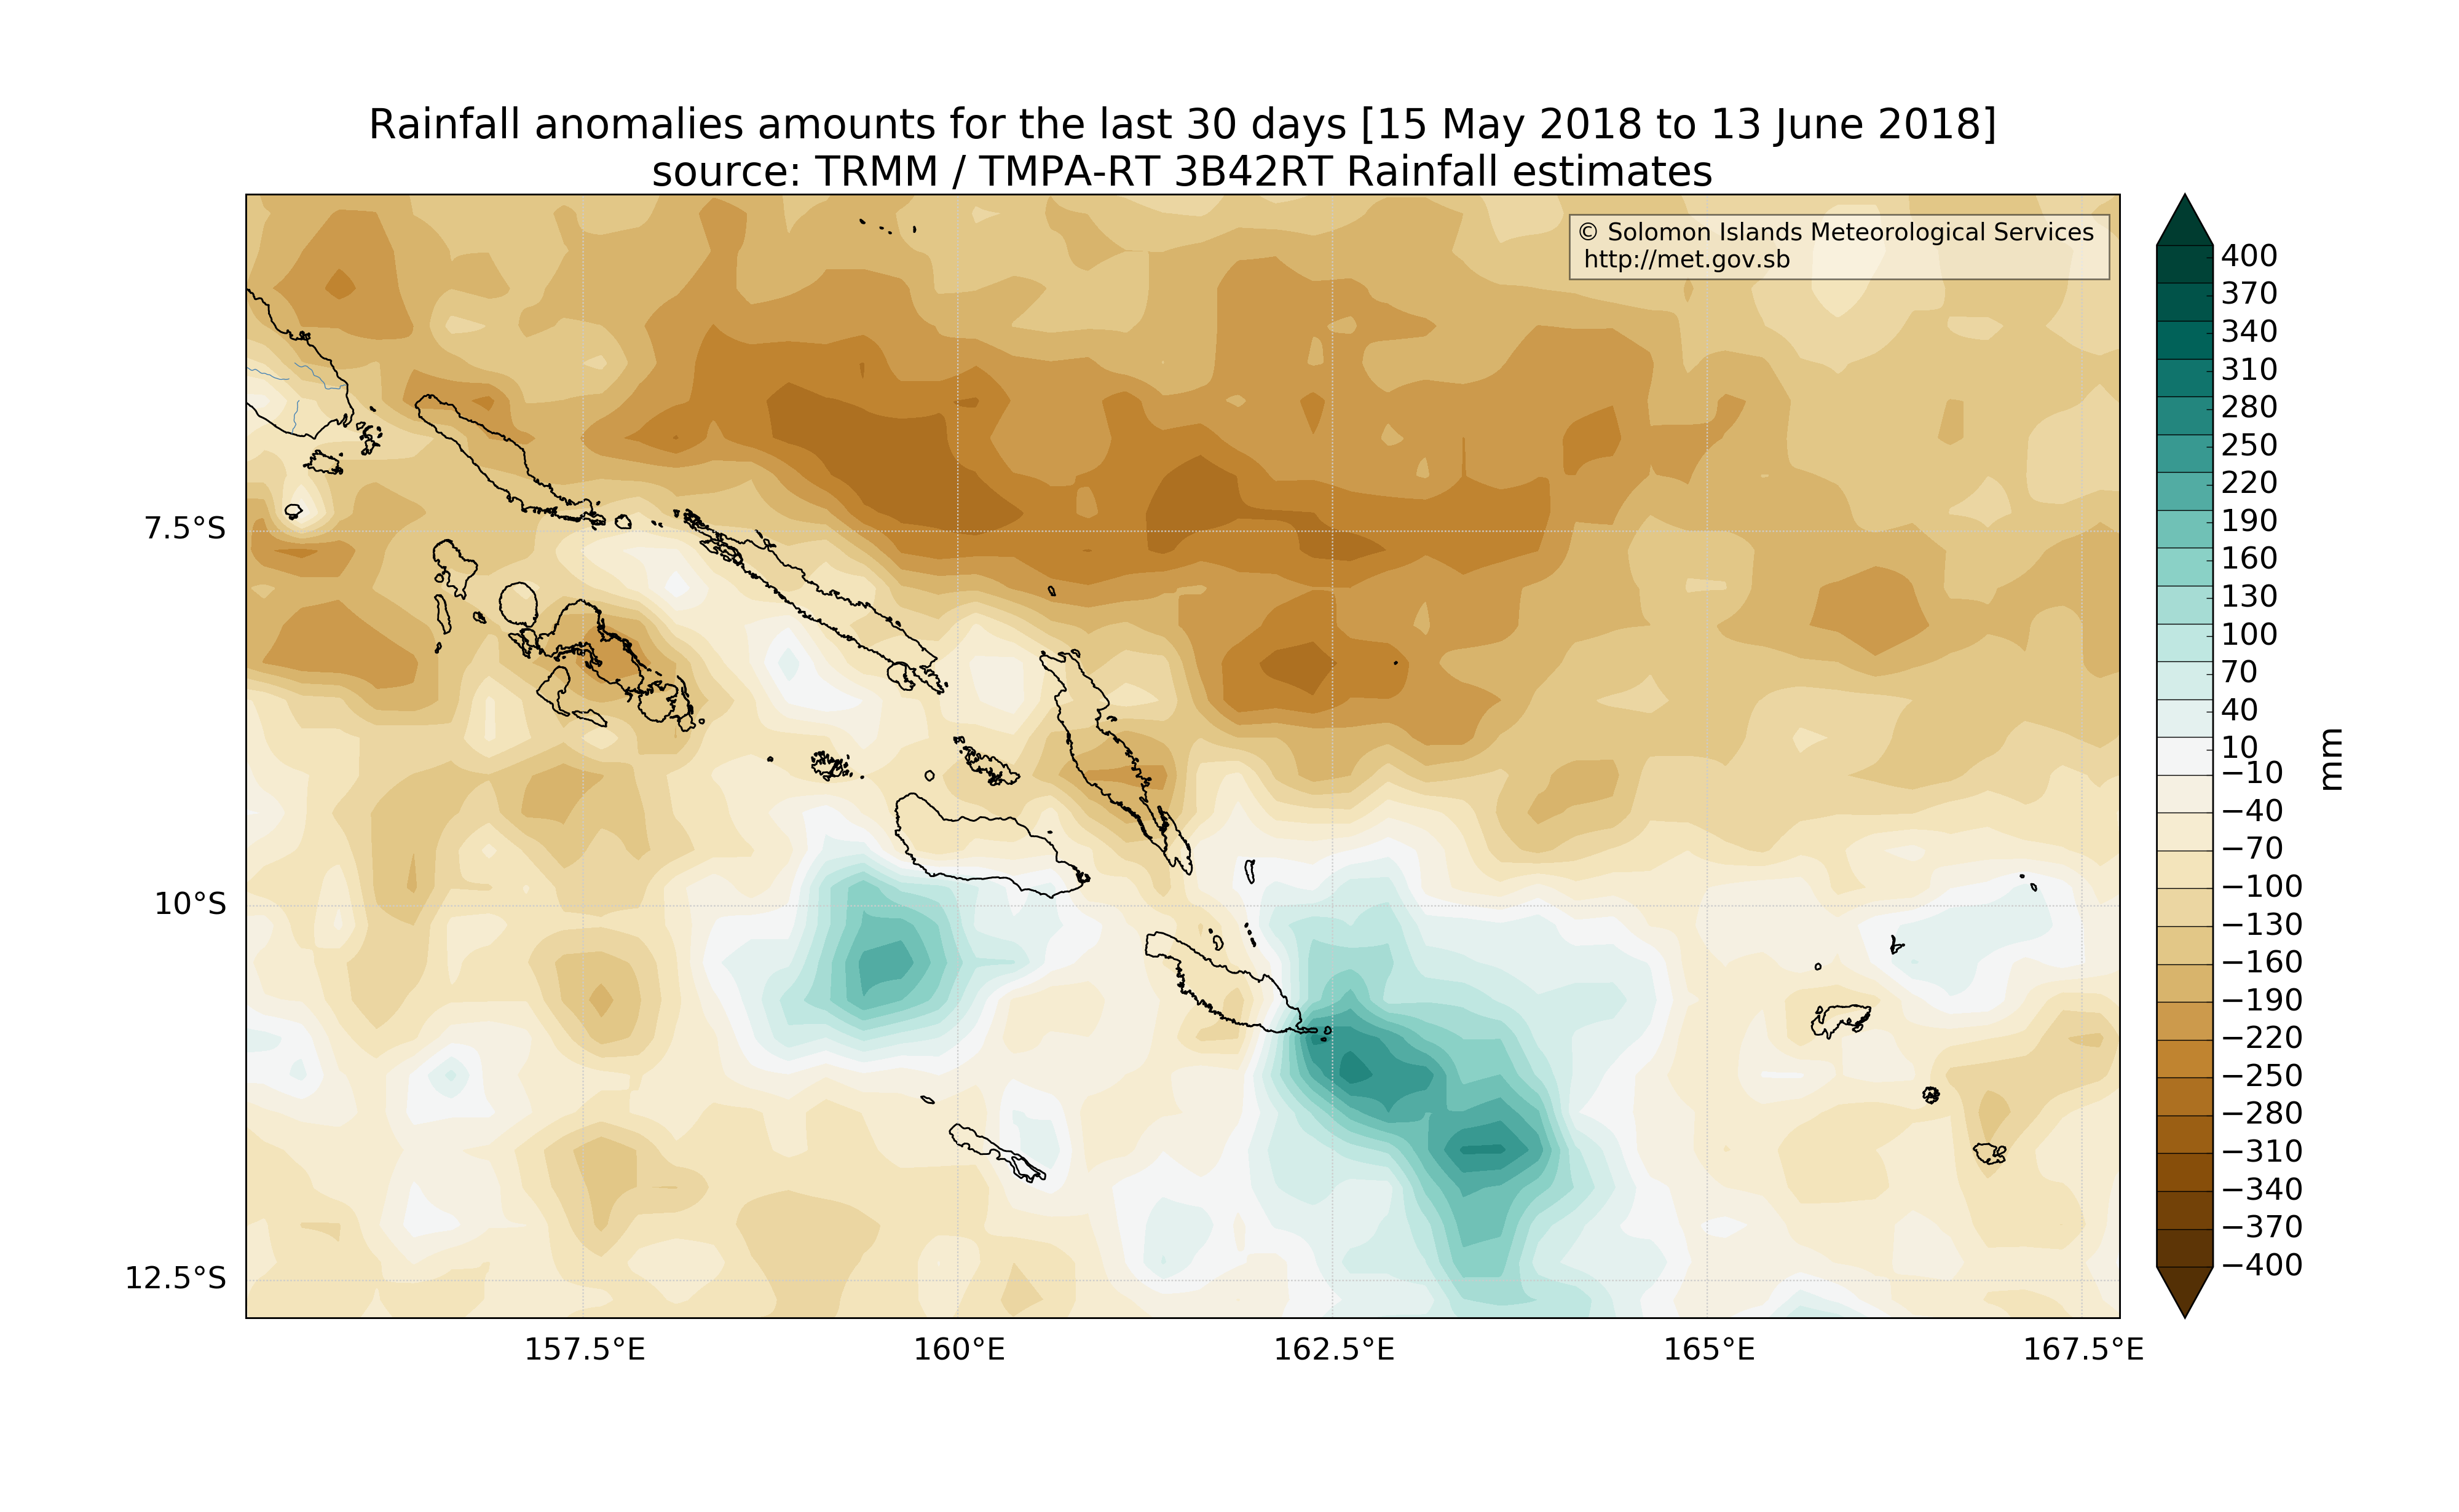 Rainfall anomalies amounts for the last 30 days [15 May 2018 to 13 June 2018]
source: TRMM / TMPA-RT 3B42RT Rainfall estimates
© Solomon Islands Meteorological Services
http://met.gov.sb
7.5°S
10°S
12.5°S
157.5°E
160°E
162.5°E
165°E
167.5°E
400
370
340
310
280
250
220
190
160
130
100
70
40
10
−10
−40
−70
−100
−130
−160
−190
−220
−250
−280
−310
−340
−370
−400
mm